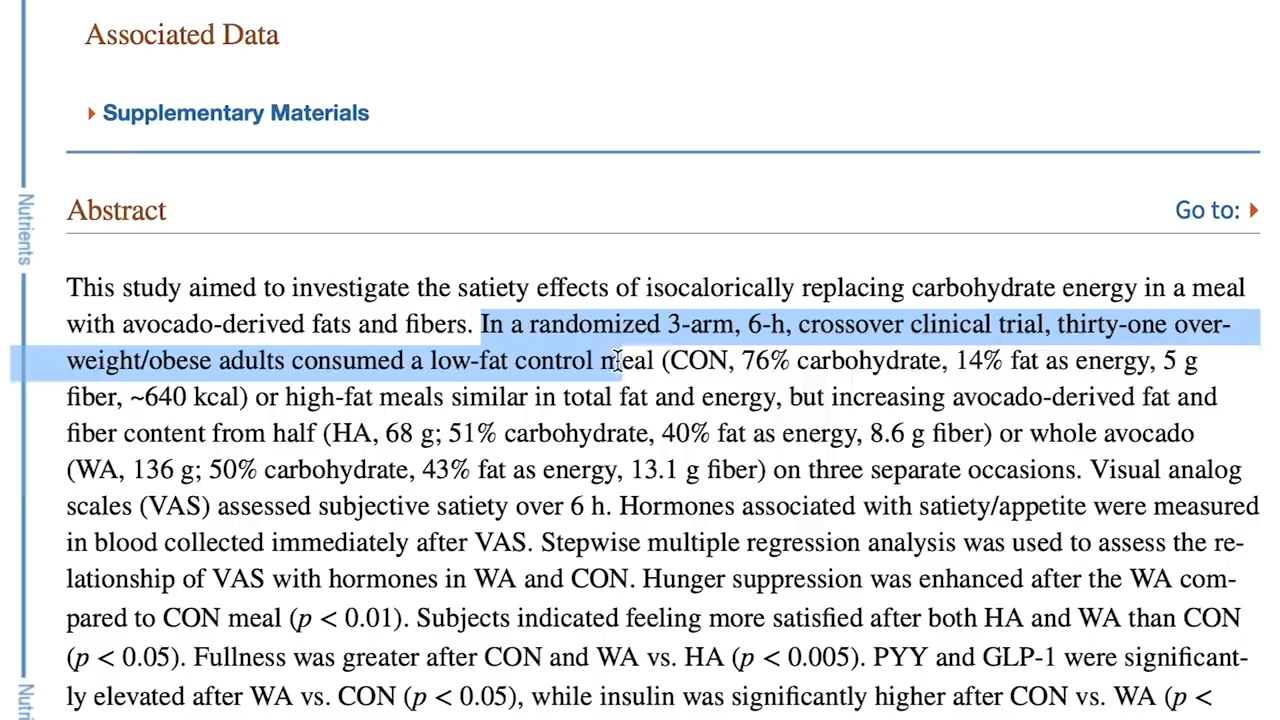 Associated Data
Supplementary Materials
Nutrients
Abstract
Go to:
This study aimed to investigate the satiety effects of isocalorically replacing carbohydrate energy in a meal
with avocado-derived fats and fibers. In a randomized 3-arm, 6-h, crossover clinical trial, thirty-one over-
weight/obese adults consumed a low-fat control meal (CON, 76% carbohydrate, 14% fat as energy, 5 g
fiber, ~640 kcal) or high-fat meals similar in total fat and energy, but increasing avocado-derived fat and
fiber content from half (HA, 68 g; 51% carbohydrate, 40% fat as energy, 8.6 g fiber) or whole avocado
(WA, 136 g; 50% carbohydrate, 43% fat as energy, 13.1 g fiber) on three separate occasions. Visual analog
scales (VAS) assessed subjective satiety over 6 h. Hormones associated with satiety/appetite were measured
in blood collected immediately after VAS. Stepwise multiple regression analysis was used to assess the re-
lationship of VAS with hormones in WA and CON. Hunger suppression was enhanced after the WA com-
pared to CON meal (p < 0.01). Subjects indicated feeling more satisfied after both HA and WA than CON
(p < 0.05). Fullness was greater after CON and WA vs. HA (p < 0.005). PYY and GLP-1 were significant-
ly elevated after WA vs. CON (p < 0.05), while insulin was significantly higher after CON vs. WA (p <
Nutri